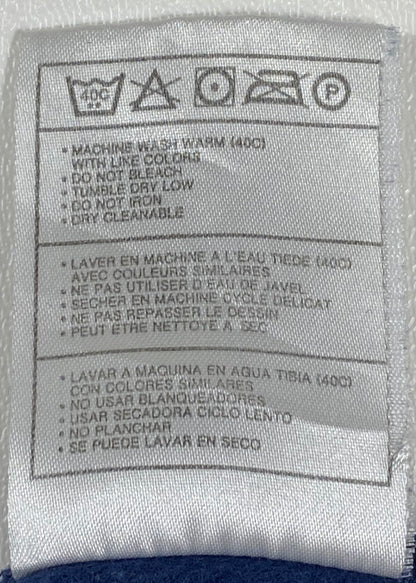 40C
P
• MACHINE WASH WARM (40C)
WITH LIKE COLORS
• DO NOT BLEACH
• TUMBLE DRY LOW
• DO NOT IRON
• DRY CLEANABLE
• LAVER EN MACHINE A L'EAU TIEDE (40C)
AVEC COULEURS SIMILAIRES
• NE PAS UTILISER D'EAU DE JAVEL
• SECHER EN MACHINE CYCLE DELICAT
• NE PAS REPASSER LE DESSIN
• PEUT ETRE NETTOYE A SEC
• LAVAR A MAQUINA EN AGUA TIBIA (40C)
CON COLORES SIMILARES
• NO USAR BLANQUEADORES
• USAR SECADORA CICLO LENTO
• NO PLANCHAR
• SE PUEDE LAVAR EN SECO